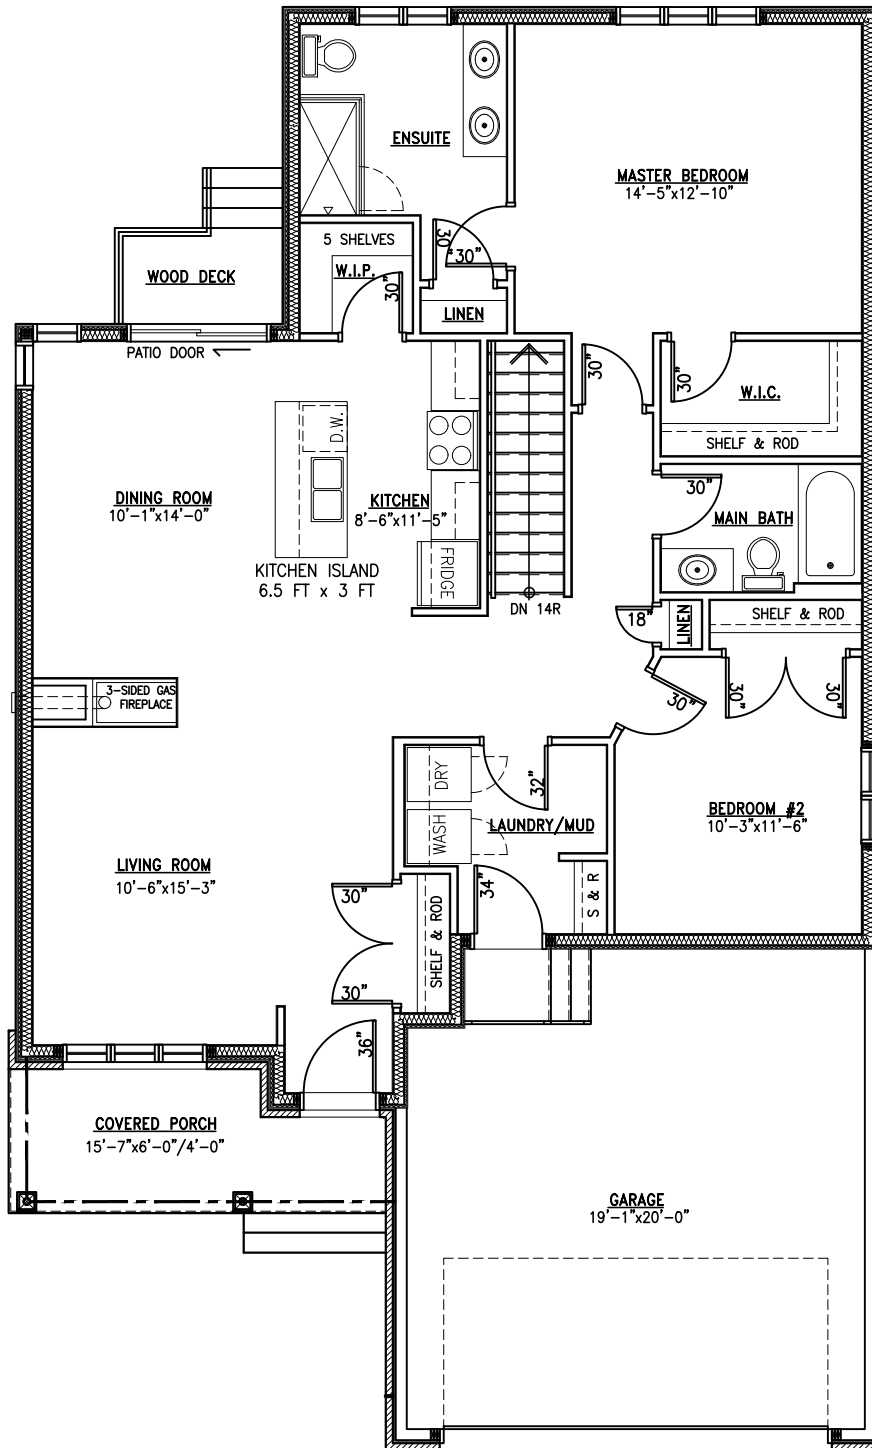 ENSUITE
MASTER BEDROOM
14'-5"x12'-10"
5 SHELVES
W.I.P.
30"
30"
30"
LINEN
WOOD DECK
PATIO DOOR
30"
30"
W.I.C.
SHELF & ROD
D.W.
DINING ROOM
10'-1"x14'-0"
KITCHEN
8'-6"x11'-5"
KITCHEN ISLAND
6.5 FT x 3 FT
FRIDGE
DN 14R
30"
MAIN BATH
18"
LINEN
SHELF & ROD
30"
30"
30"
3-SIDED GAS
FIREPLACE
DRY
WASH
32"
LAUNDRY/MUD
BEDROOM #2
10'-3"x11'-6"
LIVING ROOM
10'-6"x15'-3"
30"
30"
SHELF & ROD
34"
S & R
36"
COVERED PORCH
15'-7"x6'-0"/4'-0"
GARAGE
19'-1"x20'-0"